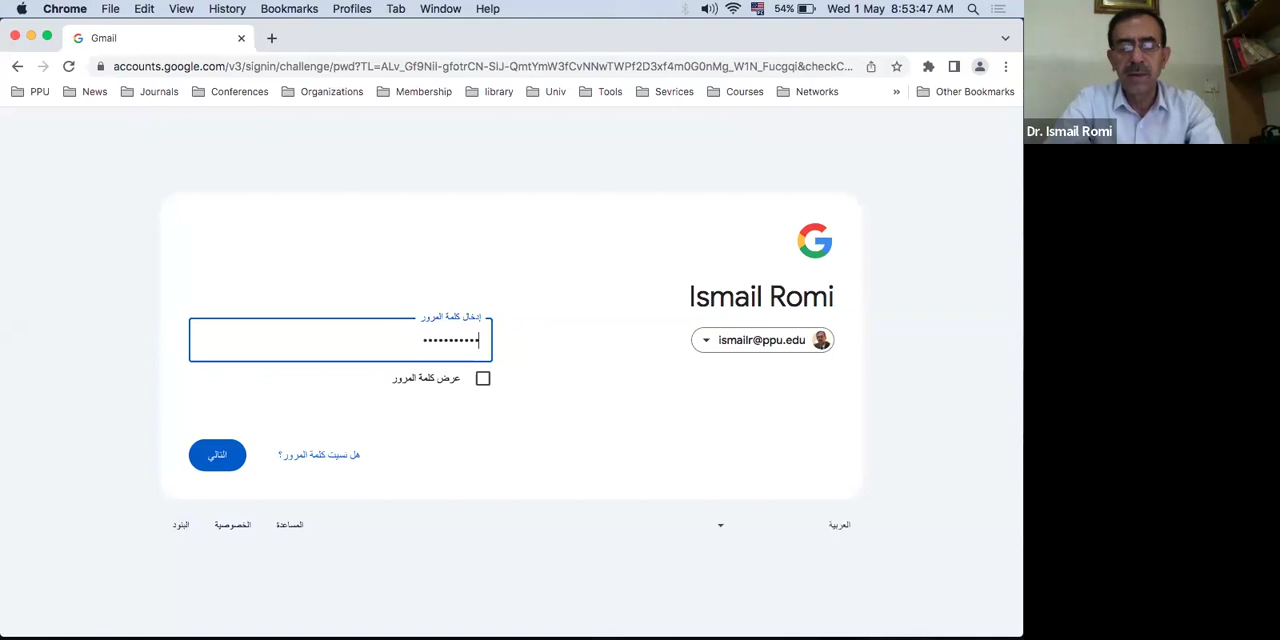 Chrome File Edit View History Bookmarks Profiles Tab Window Help 54% Wed 1 May 8:53:47 AM
Gmail
accounts.google.com/v3/signin/challenge/pwd?TL=ALv_Gf9NiI-gfotrCN-SIJ-QmtYmW3fCvNNwTWPf2D3xf4m0G0nMg_W1N_Fucgqi&checkC...
PPU News Journals Conferences Organizations Membership library Univ Tools Sevrices Courses Networks » Other Bookmarks
Dr. Ismail Romi
Ismail Romi
ismailr@ppu.edu
إدخال كلمة المرور
•••••••••••
عرض كلمة المرور
هل نسيت كلمة المرور؟
التالي
العربية
المساعدة الخصوصية البنود